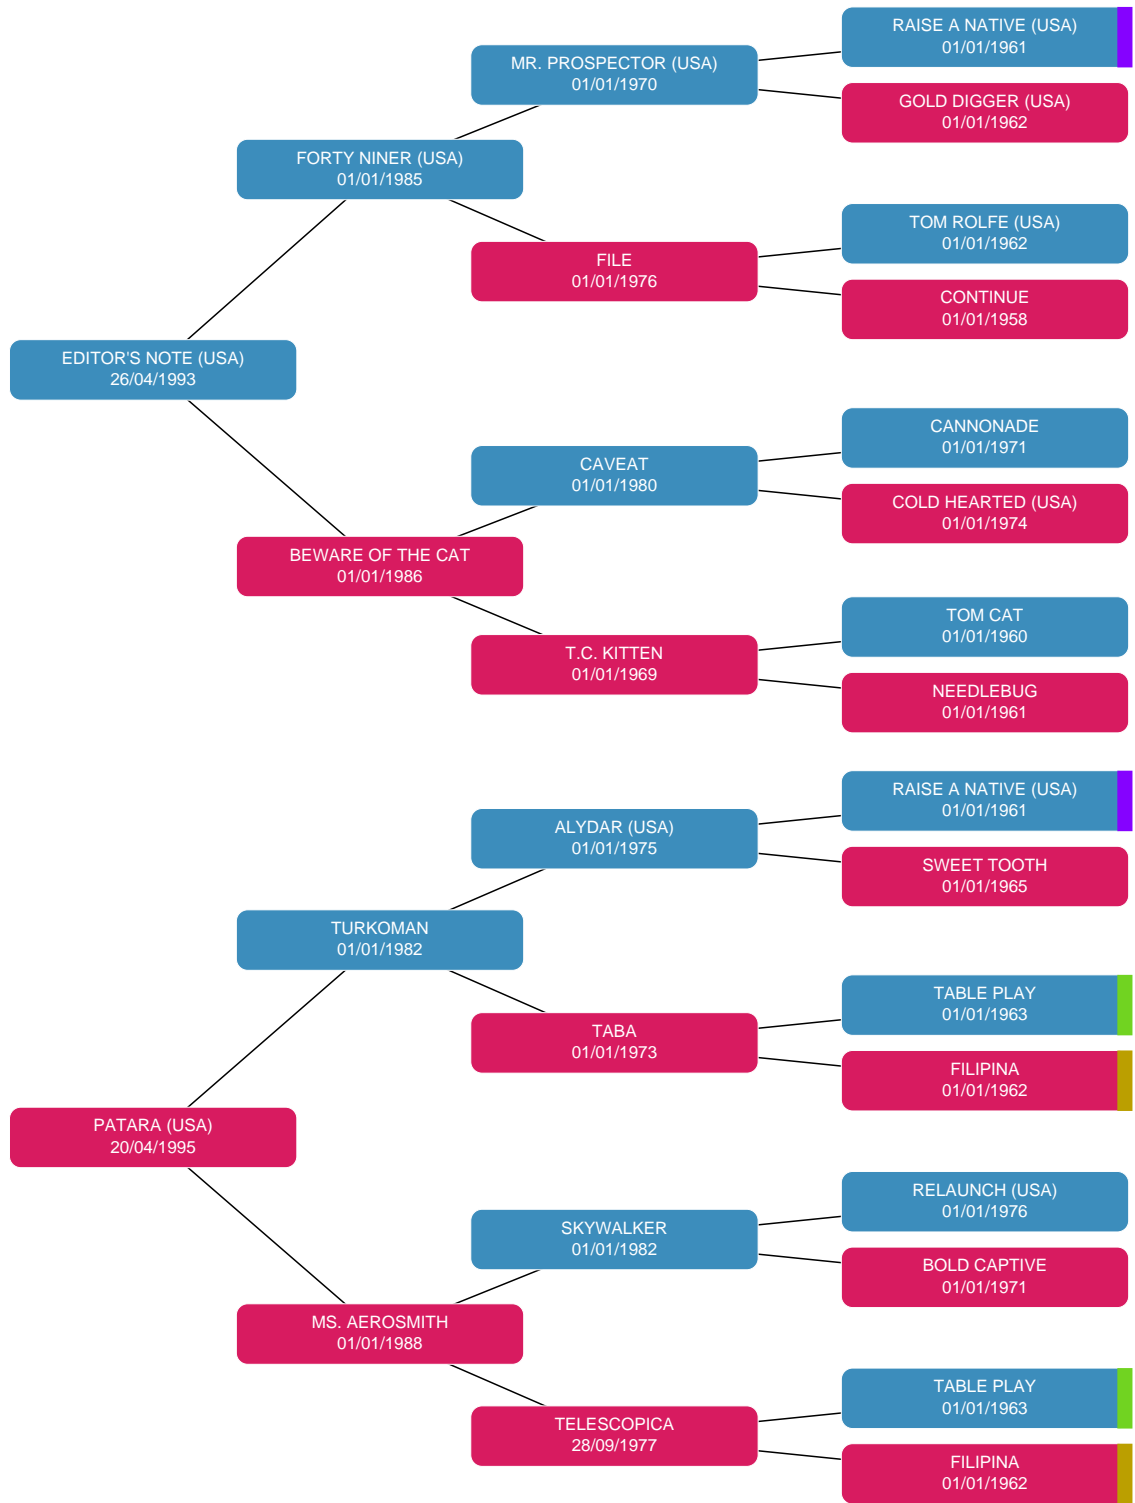 RAISE A NATIVE (USA)
01/01/1961
MR. PROSPECTOR (USA)
01/01/1970
GOLD DIGGER (USA)
01/01/1962
FORTY NINER (USA)
01/01/1985
TOM ROLFE (USA)
01/01/1962
FILE
01/01/1976
CONTINUE
01/01/1958
EDITOR'S NOTE (USA)
26/04/1993
CANNONADE
01/01/1971
CAVEAT
01/01/1980
COLD HEARTED (USA)
01/01/1974
BEWARE OF THE CAT
01/01/1986
TOM CAT
01/01/1960
T.C. KITTEN
01/01/1969
NEEDLEBUG
01/01/1961
RAISE A NATIVE (USA)
01/01/1961
ALYDAR (USA)
01/01/1975
SWEET TOOTH
01/01/1965
TURKOMAN
01/01/1982
TABLE PLAY
01/01/1963
TABA
01/01/1973
FILIPINA
01/01/1962
PATARA (USA)
20/04/1995
RELAUNCH (USA)
01/01/1976
SKYWALKER
01/01/1982
BOLD CAPTIVE
01/01/1971
MS. AEROSMITH
01/01/1988
TABLE PLAY
01/01/1963
TELESCOPICA
28/09/1977
FILIPINA
01/01/1962